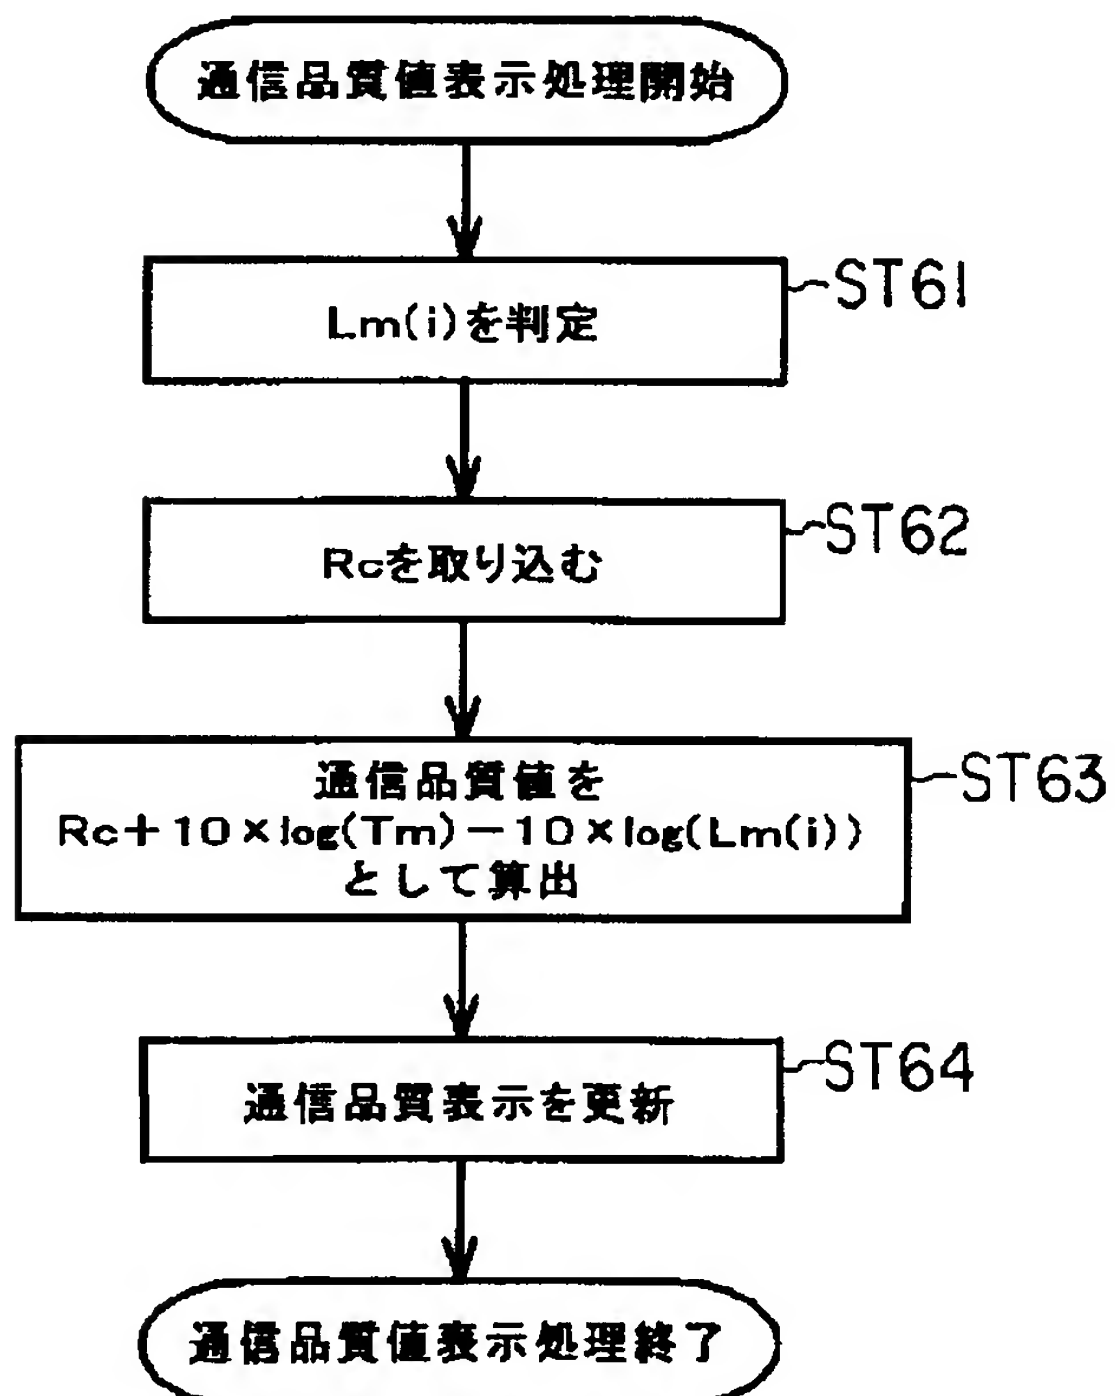 通信品質値表示処理開始
Lm(i)を判定
ST61
Rcを取り込む
ST62
通信品質値を
Rc+10×log(Tm)−10×log(Lm(i))
として算出
ST63
通信品質表示を更新
ST64
通信品質値表示処理終了